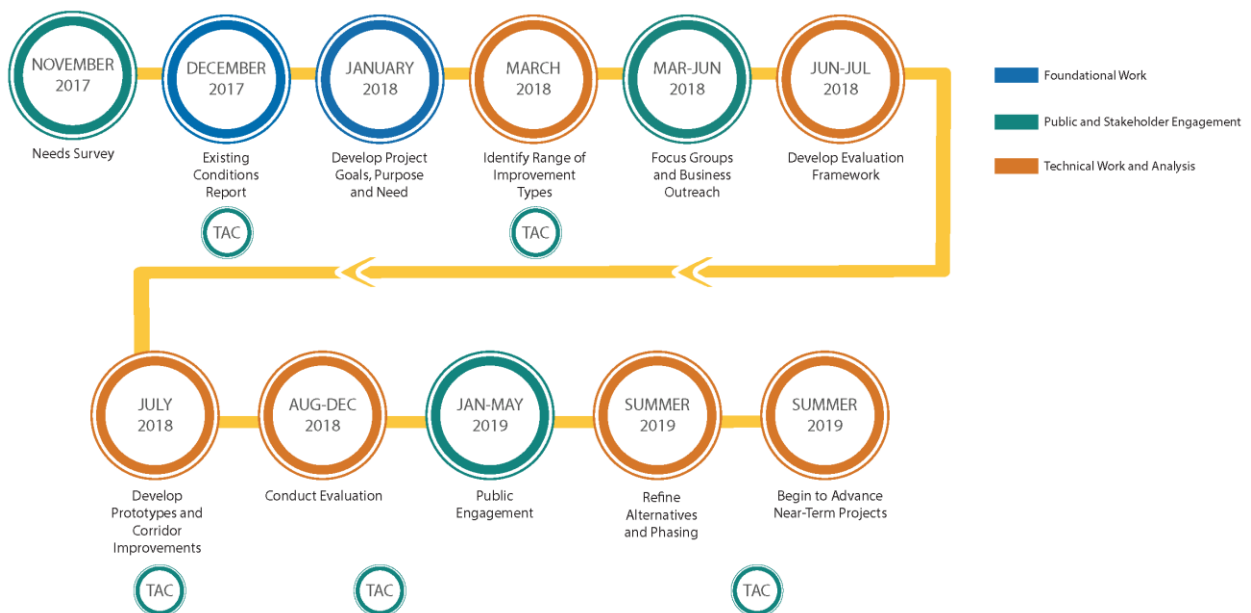 NOVEMBER
2017
Needs Survey
DECEMBER
2017
Existing
Conditions
Report
TAC
JANUARY
2018
Develop Project
Goals, Purpose
and Need
MARCH
2018
Identify Range of
Improvement
Types
TAC
MAR-JUN
2018
Focus Groups
and Business
Outreach
JUN-JUL
2018
Develop Evaluation
Framework
Foundational Work
Public and Stakeholder Engagement
Technical Work and Analysis
JULY
2018
Develop
Prototypes and
Corridor
Improvements
TAC
AUG-DEC
2018
Conduct Evaluation
TAC
JAN-MAY
2019
Public
Engagement
SUMMER
2019
Refine
Alternatives
and Phasing
SUMMER
2019
Begin to Advance
Near-Term Projects
TAC